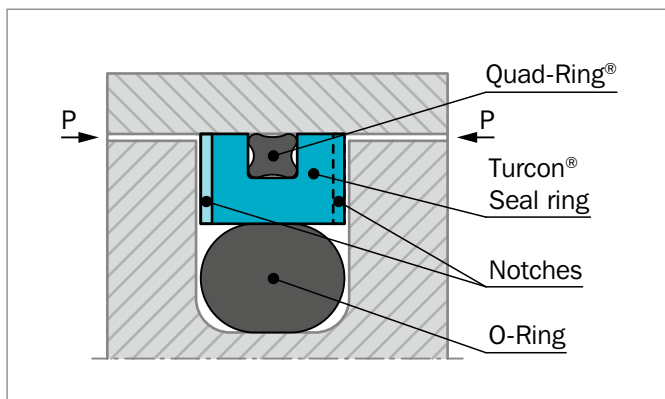 Quad-Ring®
P
P
Turcon®
Seal ring
Notches
O-Ring